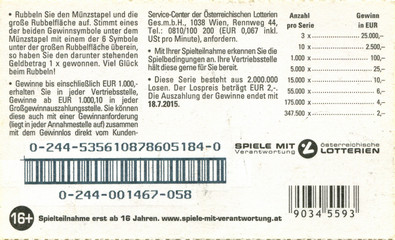 • Rubbeln Sie den Münzstapel und die
große Rubbelfläche auf. Stimmt eines
der beiden Gewinnsymbole unter dem
Münzstapel mit einem der 6 Symbole
unter der großen Rubbelfläche überein,
so haben Sie den darunter stehenden
Geldbetrag 1 x gewonnen. Viel Glück
beim Rubbeln!
• Gewinne bis einschließlich EUR 1.000,-
erhalten Sie in jeder Vertriebsstelle,
Gewinne ab EUR 1.000,10 in jeder
Großgewinnauszahlungsstelle. Sie können
diese auch mit einer Gewinnanforderung
(liegt in jeder Annahmestelle auf) zusammen
mit dem Gewinnlos direkt vom Kunden-
Service-Center der Österreichischen Lotterien
Ges.m.b.H., 1038 Wien, Rennweg 44,
Tel.: 0810/100 200 (EUR 0,067 inkl.
USt pro Minute), anfordern.
• Mit Ihrer Spielteilnahme erkennen Sie die
Spielbedingungen an. Ihre Vertriebsstelle
hält diese gerne für Sie bereit.
• Diese Serie besteht aus 2.000.000
Losen. Der Lospreis beträgt EUR 2,-.
Die Auszahlung der Gewinne endet mit
18.7.2015.
Anzahl Gewinn
pro Serie in EUR
3 x 25.000,-
10 x 2.500,-
1.000 x 100,-
5.000 x 25,-
15.000 x 10,-
55.000 x 6,-
175.000 x 4,-
347.500 x 2,-
0-244-535610878605184-0
0-244-001467-058
SPIELE MIT
Verantwortung
österreichische
LOTTERIEN
9034 5593
16+ Spielteilnahme erst ab 16 Jahren. www.spiele-mit-verantwortung.at